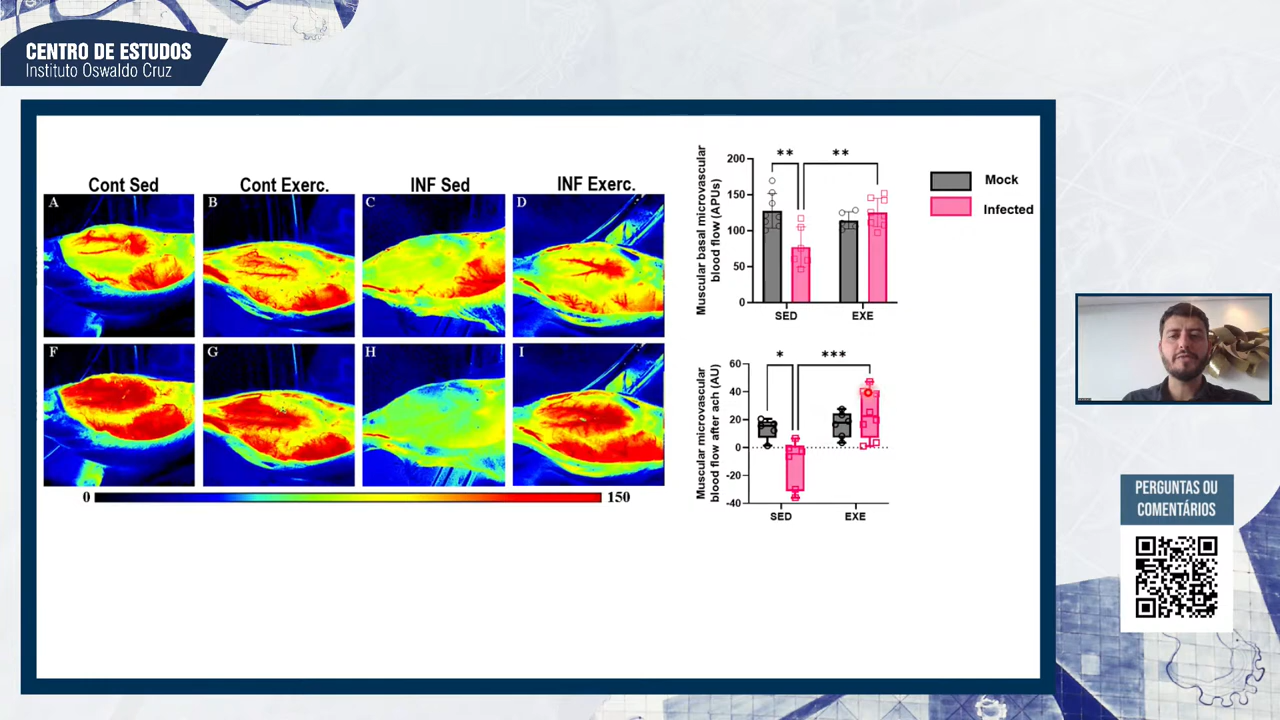 CENTRO DE ESTUDOS
Instituto Oswaldo Cruz
Cont Sed
Cont Exerc.
INF Sed
INF Exerc.
A
B
C
D
F
G
H
I
0
150
Muscular basal microvascular
blood flow (APUs)
200
150
100
50
0
**
**
SED
EXE
Mock
Infected
Muscular microvascular
blood flow after ach (AU)
60
40
20
0
-20
-40
*
***
SED
EXE
PERGUNTAS OU
COMENTÁRIOS